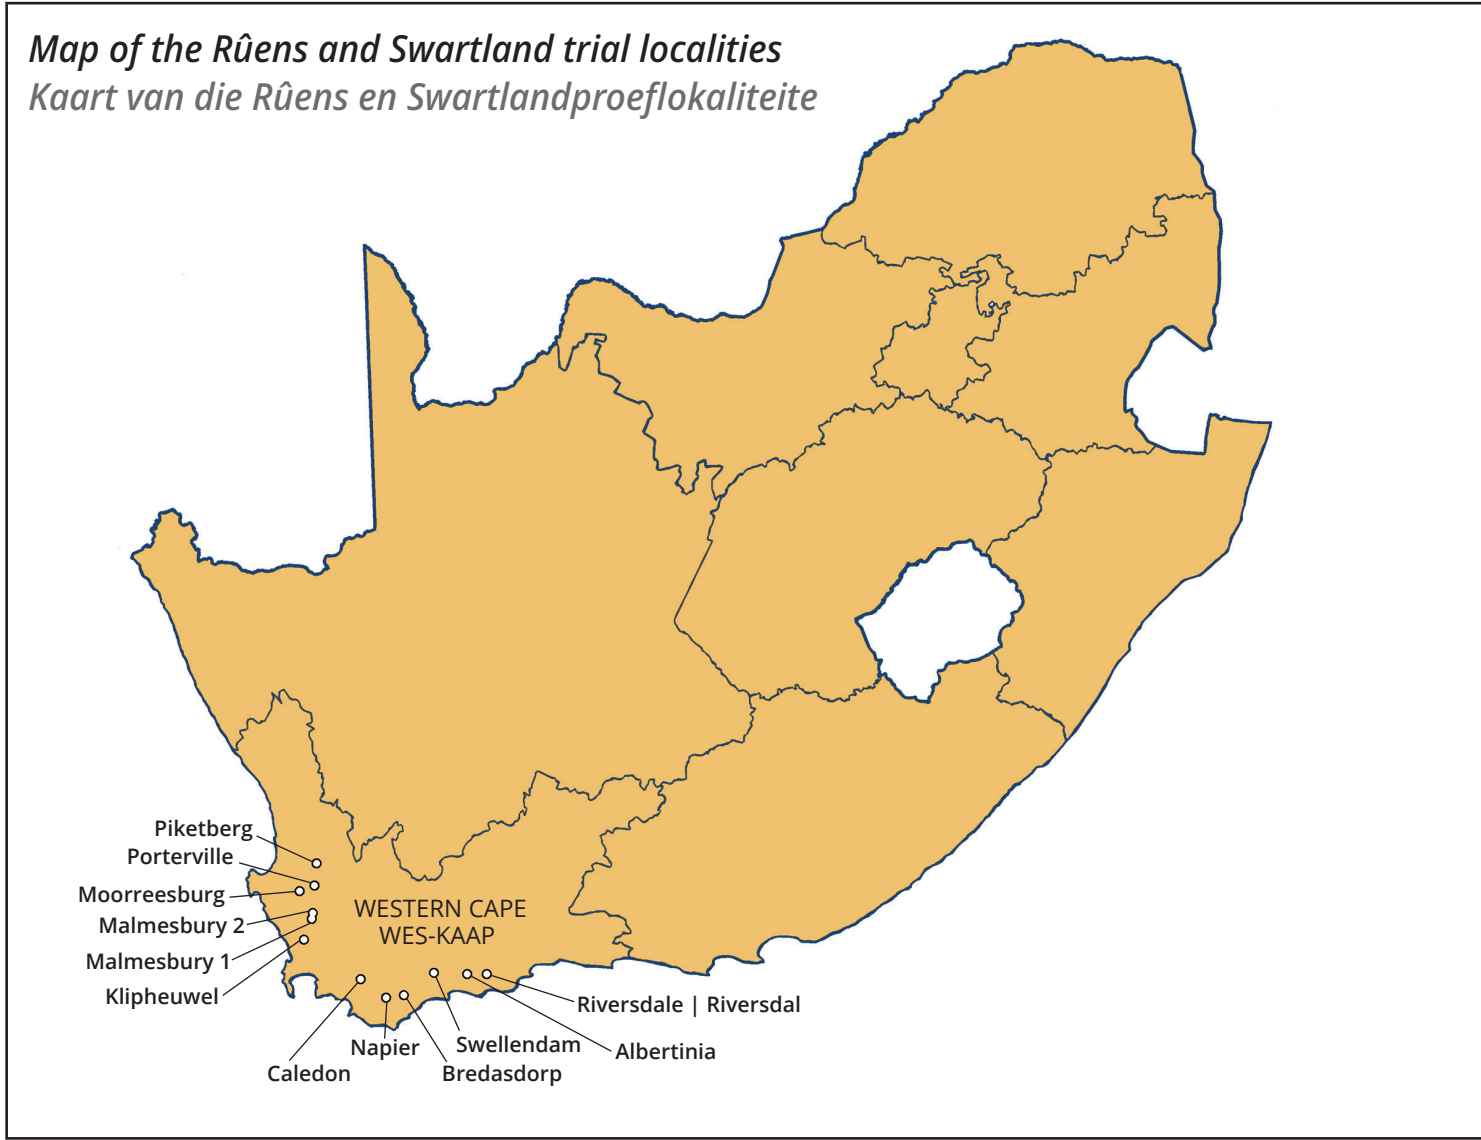 Map of the Rûens and Swartland trial localities
Kaart van die Rûens en Swartlandproeflokaliteite
Piketberg
Porterville
Moorreesburg
Malmesbury 2
Malmesbury 1
Klipheuwel
WESTERN CAPE
WES-KAAP
Riversdale | Riversdal
Albertinia
Swellendam
Napier
Bredasdorp
Caledon